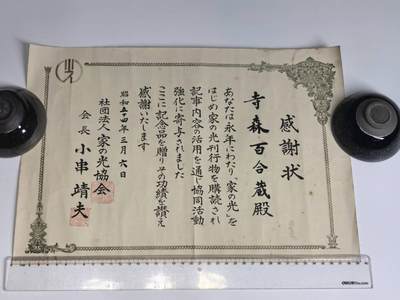 感謝状
寺森百合蔵殿
あなたは永年にわたり「家の光」を
はじめ家の光刊行物を購読され
記事内容の活用を通じ協同活動
強化に寄与されました
ここに記念品を贈りその功績を讃え
感謝いたします
昭和五十四年三月六日
社団法人家の光協会
会長 小串靖夫